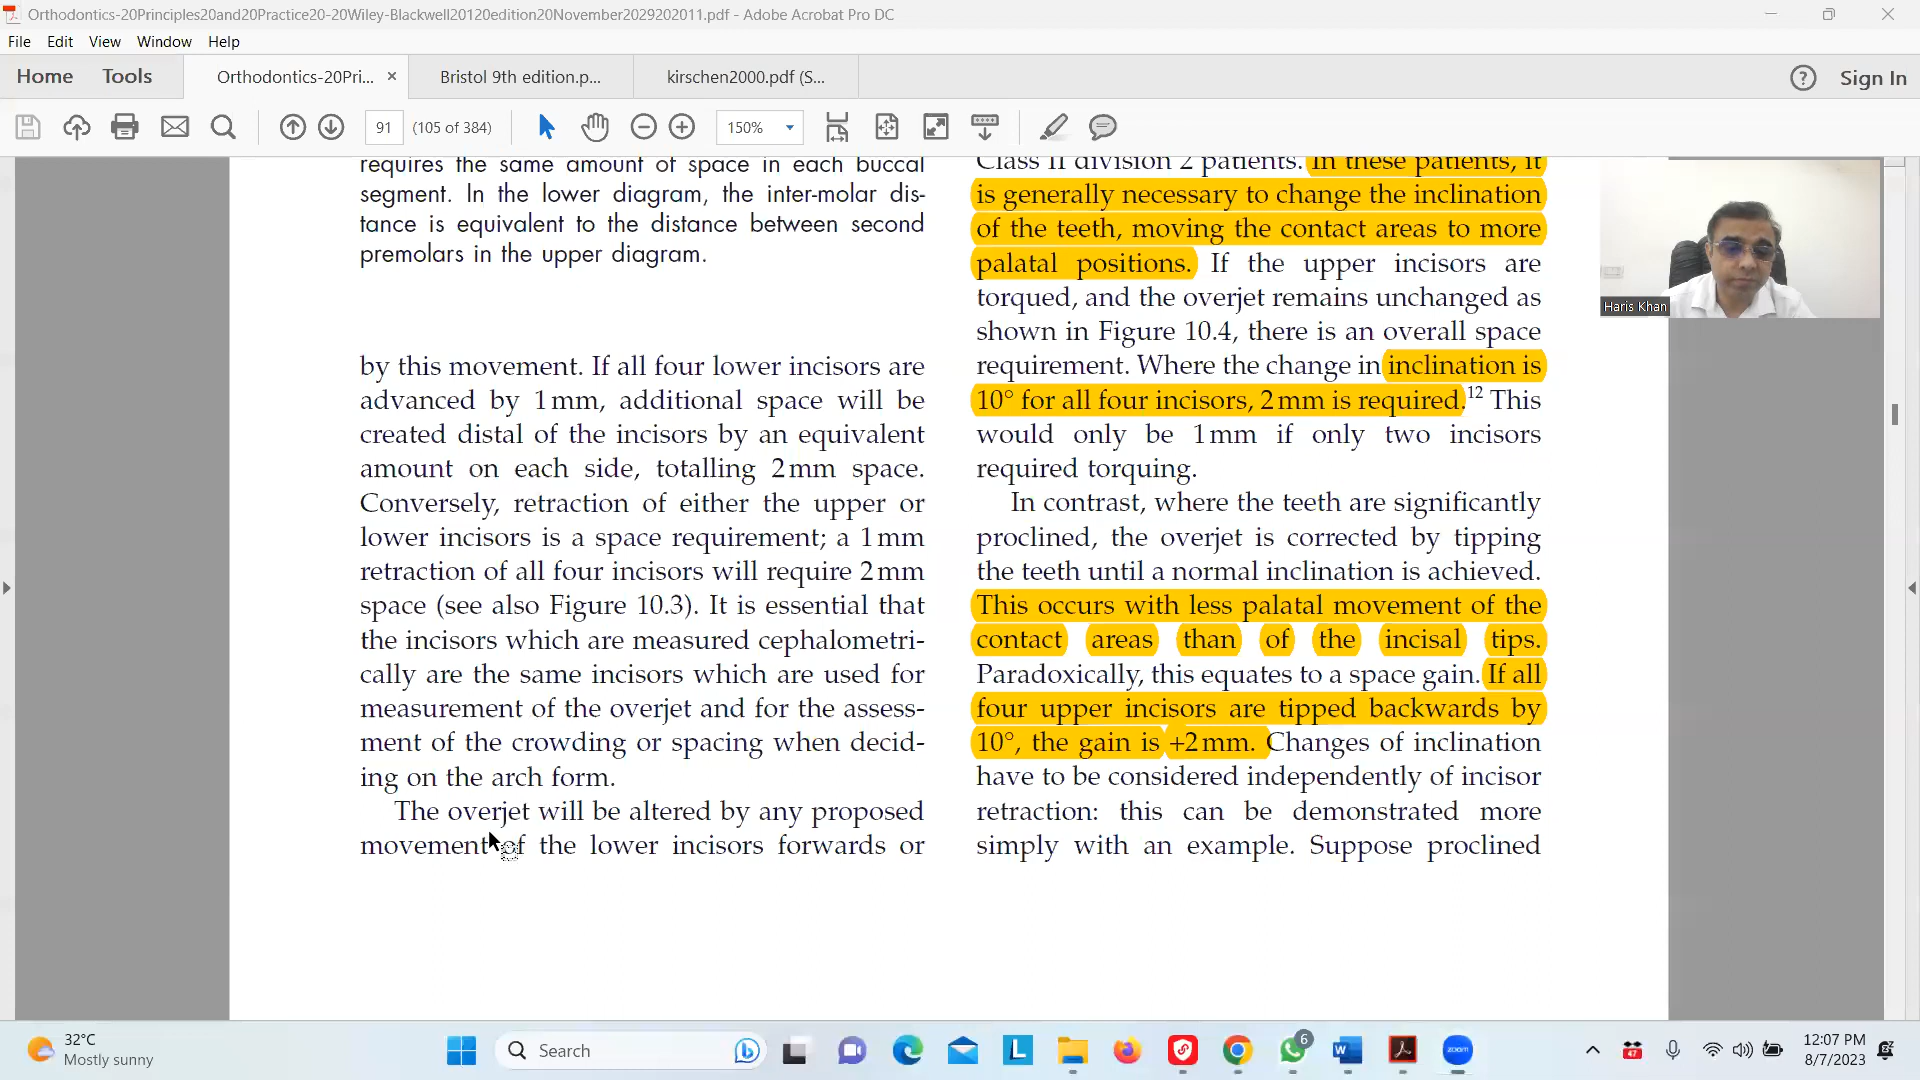 Orthodontics-20Principles20and20Practice20-20Wiley-Blackwell20120edition20November2029202011.pdf - Adobe Acrobat Pro DC
File Edit View Window Help
Home Tools Orthodontics-20Pri... × Bristol 9th edition.p... kirschen2000.pdf (S... ? Sign In
91 (105 of 384) 150%
requires the same amount of space in each buccal
segment. In the lower diagram, the inter-molar dis-
tance is equivalent to the distance between second
premolars in the upper diagram.
by this movement. If all four lower incisors are
advanced by 1 mm, additional space will be
created distal of the incisors by an equivalent
amount on each side, totalling 2 mm space.
Conversely, retraction of either the upper or
lower incisors is a space requirement; a 1 mm
retraction of all four incisors will require 2 mm
space (see also Figure 10.3). It is essential that
the incisors which are measured cephalometri-
cally are the same incisors which are used for
measurement of the overjet and for the assess-
ment of the crowding or spacing when decid-
ing on the arch form.
The overjet will be altered by any proposed
movement of the lower incisors forwards or
Class II division 2 patients. In these patients, it
is generally necessary to change the inclination
of the teeth, moving the contact areas to more
palatal positions. If the upper incisors are
torqued, and the overjet remains unchanged as
shown in Figure 10.4, there is an overall space
requirement. Where the change in inclination is
10° for all four incisors, 2 mm is required.12 This
would only be 1 mm if only two incisors
required torquing.
In contrast, where the teeth are significantly
proclined, the overjet is corrected by tipping
the teeth until a normal inclination is achieved.
This occurs with less palatal movement of the
contact areas than of the incisal tips.
Paradoxically, this equates to a space gain. If all
four upper incisors are tipped backwards by
10°, the gain is +2 mm. Changes of inclination
have to be considered independently of incisor
retraction: this can be demonstrated more
simply with an example. Suppose proclined
Haris Khan
32°C
Mostly sunny
Search
L
6
W
zoom
47
12:07 PM
8/7/2023